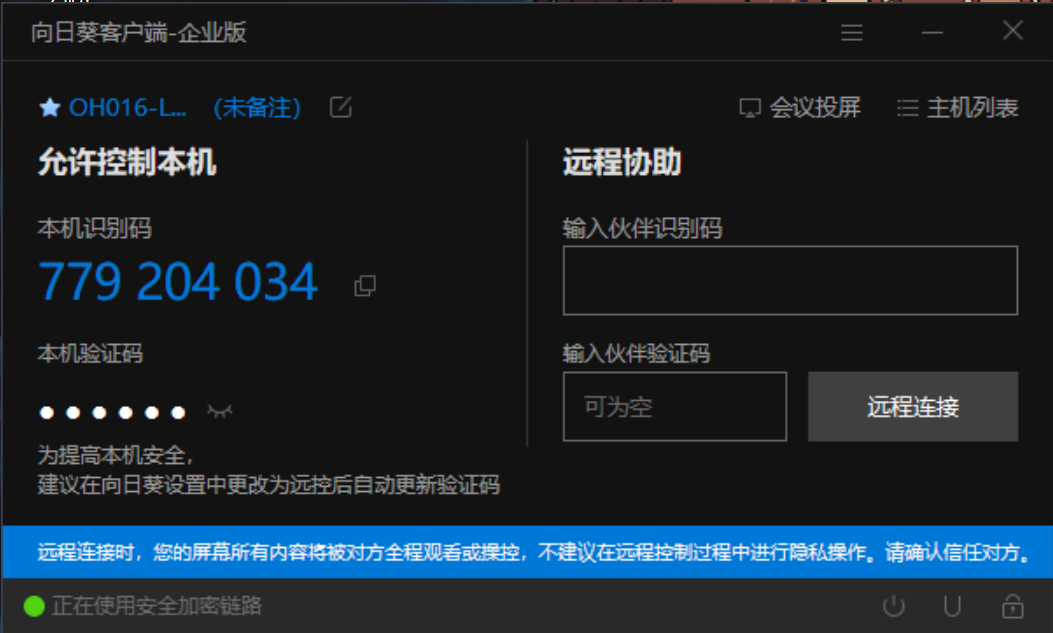 向日葵客户端-企业版
OH016-L... (未备注)
会议投屏 主机列表
允许控制本机
本机识别码
779 204 034
本机验证码
为提高本机安全，
建议在向日葵设置中更改为远控后自动更新验证码
远程协助
输入伙伴识别码
输入伙伴验证码
可为空
远程连接
远程连接时，您的屏幕所有内容将被对方全程观看或操控，不建议在远程控制过程中进行隐私操作。请确认信任对方。
正在使用安全加密链路